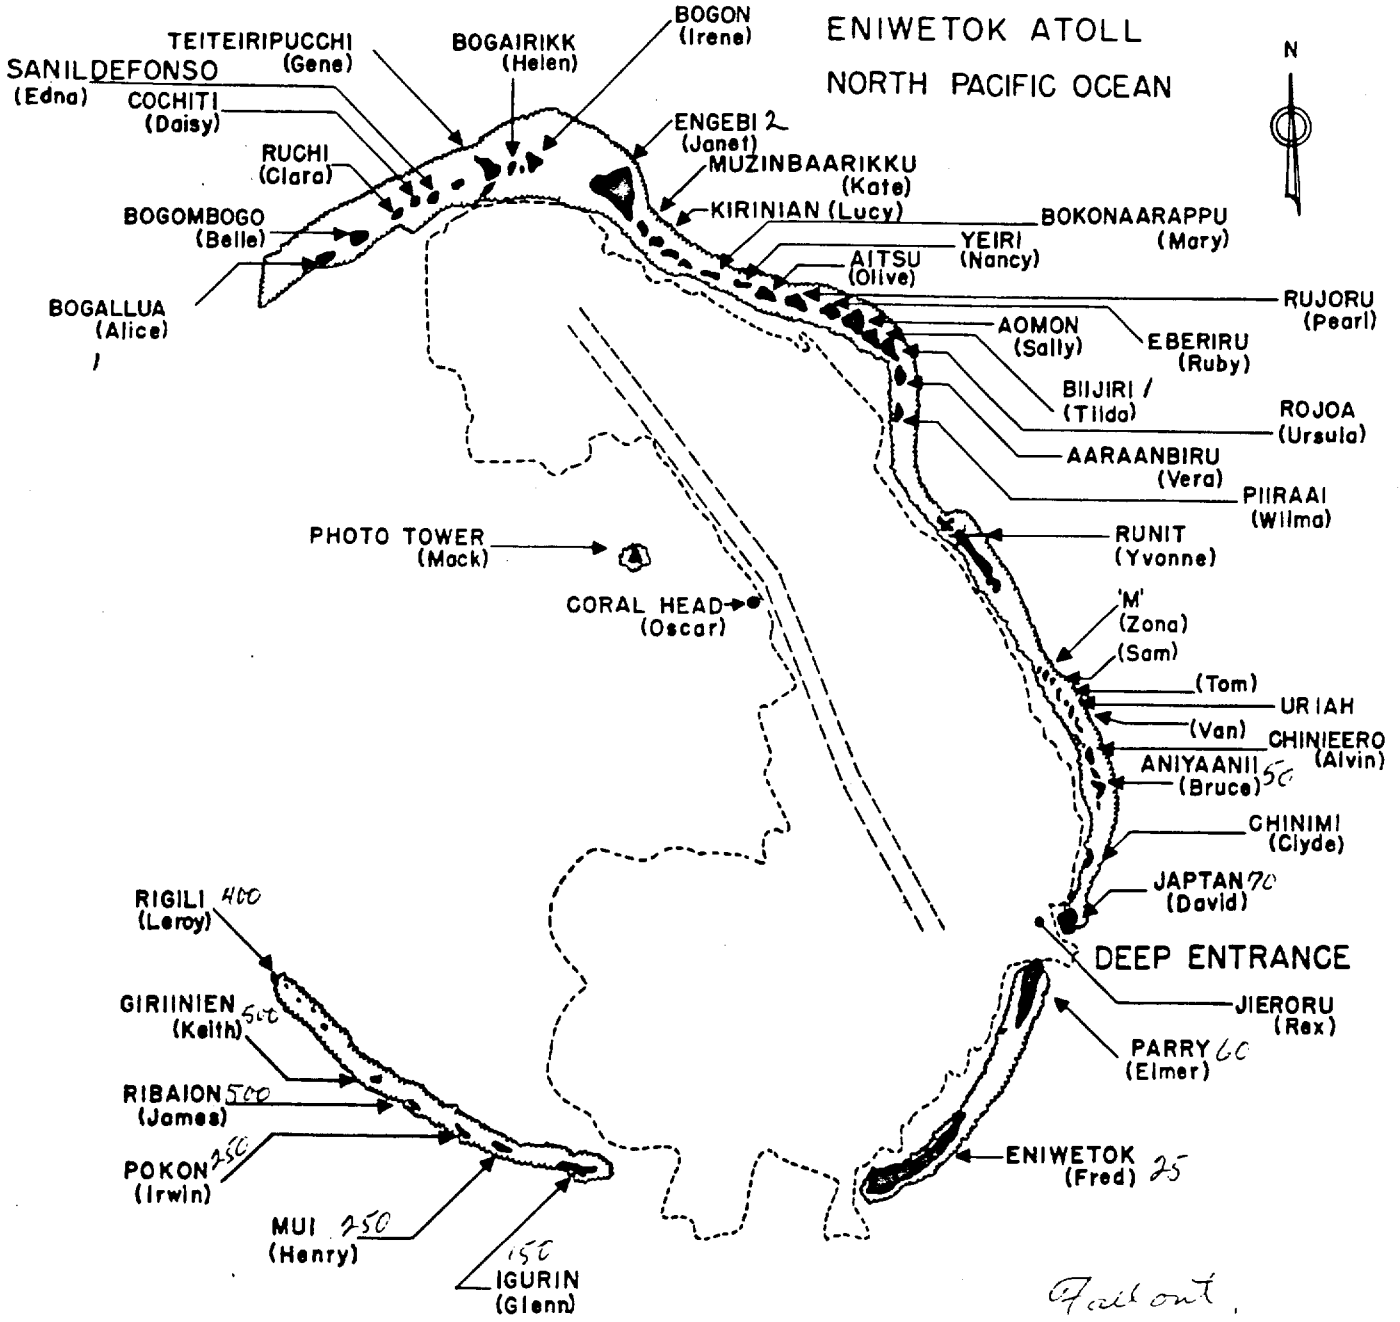 ENIWETOK ATOLL
NORTH PACIFIC OCEAN
N
BOGON
(Irene)
BOGAIRIKK
(Helen)
TEITEIRIPUCCHI
(Gene)
SANILDEFONSO
(Edna)
COCHITI
(Daisy)
RUCHI
(Clara)
BOGOMBOGO
(Belle)
BOGALLUA
(Alice)
ENGEBI 2
(Janet)
MUZINBAARIKKU
(Kate)
KIRINIAN (Lucy)
BOKONAARAPPU
(Mary)
YEIRI
(Nancy)
AITSU
(Olive)
RUJORU
(Pearl)
EBERIRU
(Ruby)
AOMON
(Sally)
BIIJIRI 1
(Tilda)
ROJOA
(Ursula)
AARAANBIRU
(Vera)
PIIRAAI
(Wilma)
RUNIT
(Yvonne)
PHOTO TOWER
(Mack)
CORAL HEAD
(Oscar)
'M'
(Zona)
(Sam)
(Tom)
URIAH
(Van)
CHINIEERO
(Alvin)
ANIYAANII
(Bruce) 50
CHINIMI
(Clyde)
JAPTAN 70
(David)
DEEP ENTRANCE
JIERORU
(Rex)
PARRY 60
(Elmer)
ENIWETOK
(Fred) 25
RIGILI 400
(Leroy)
GIRIINIEN
(Keith) 500
RIBAION 500
(James)
POKON 250
(Irwin)
MUI 250
(Henry)
150
IGURIN
(Glenn)
Fallout